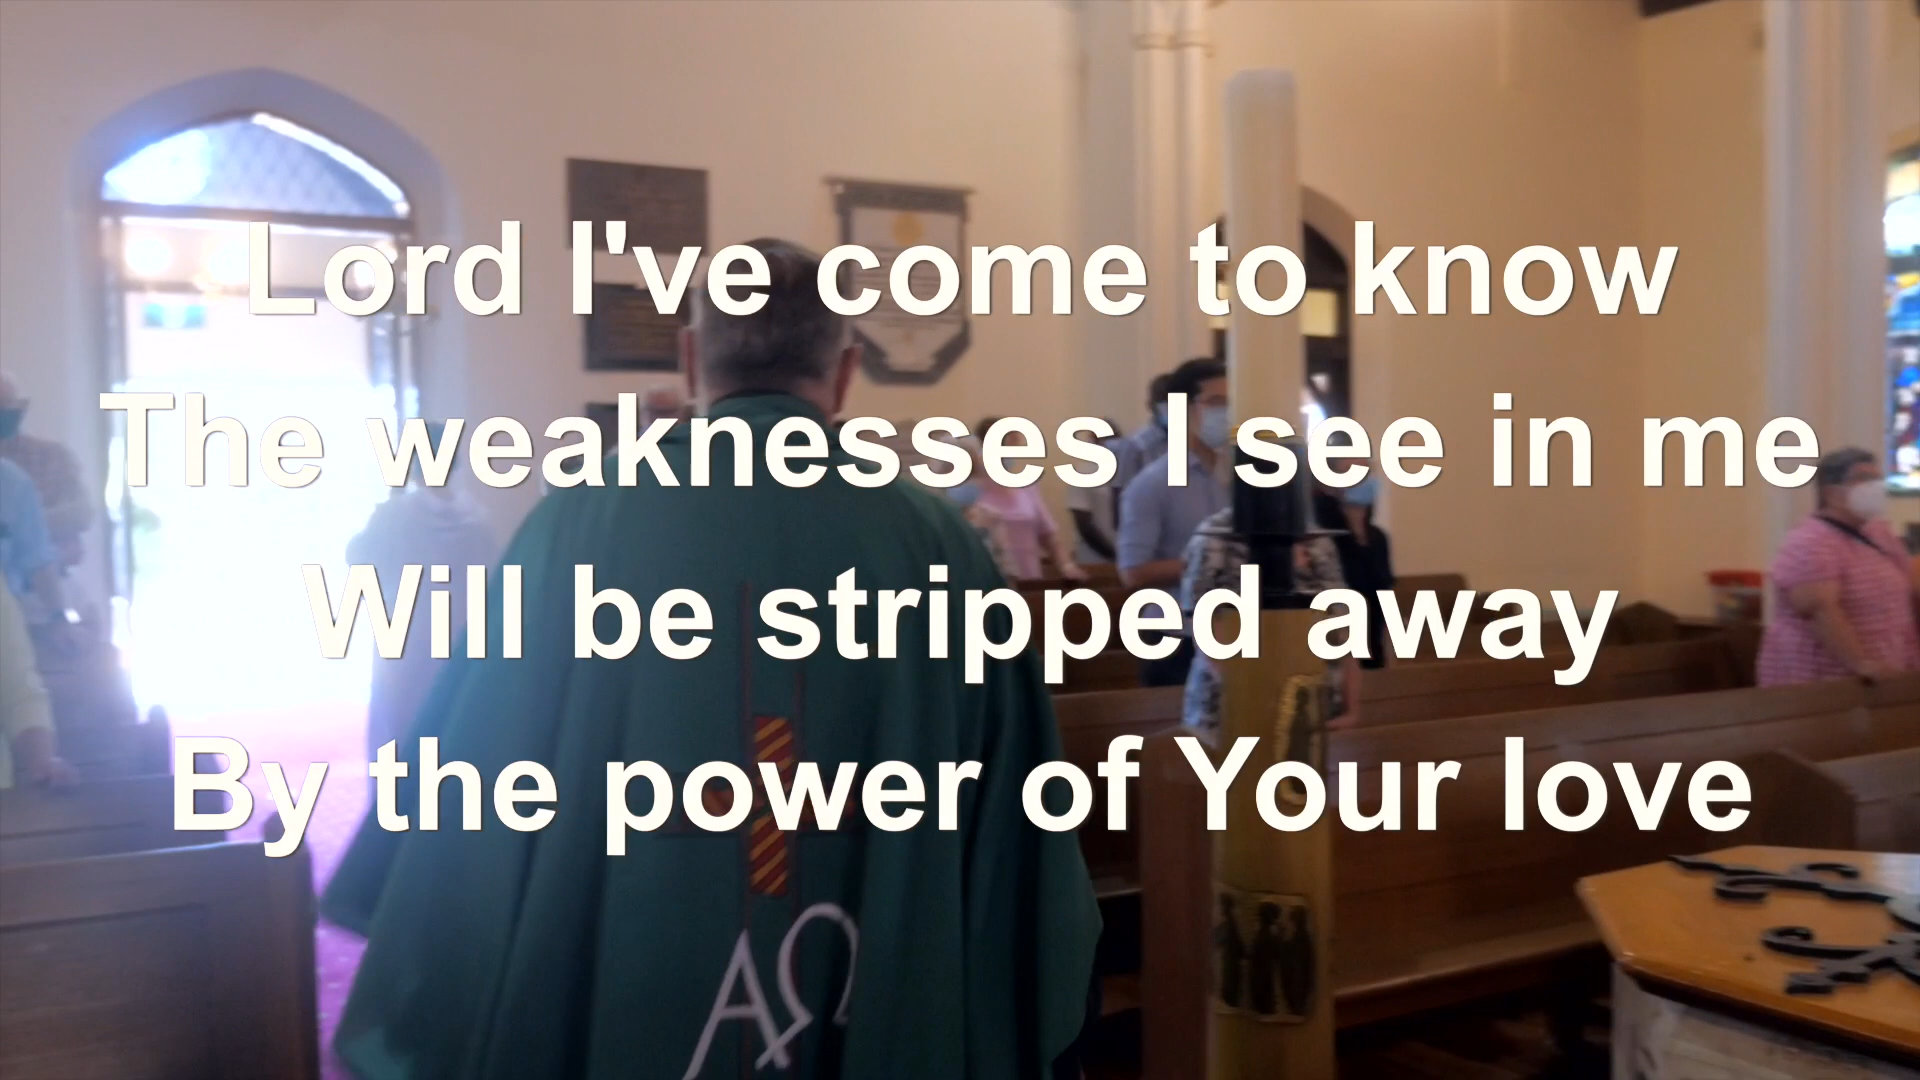 Lord I've come to know
The weaknesses I see in me
Will be stripped away
By the power of Your love
ΑΩ